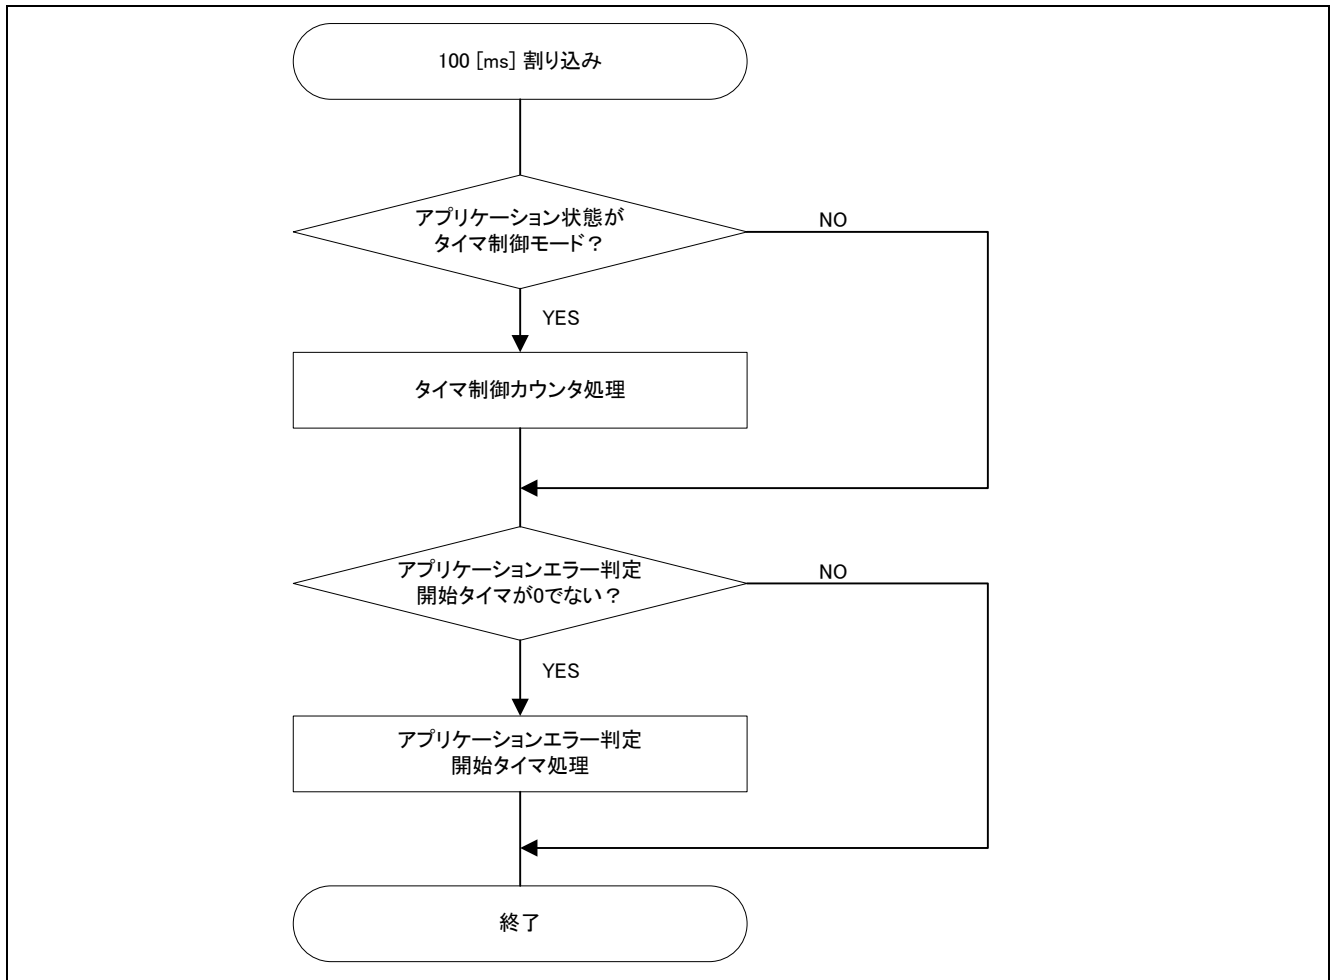 100 [ms] 割り込み
アプリケーション状態が
タイマ制御モード？
NO
YES
タイマ制御カウンタ処理
アプリケーションエラー判定
開始タイマが0でない？
NO
YES
アプリケーションエラー判定
開始タイマ処理
終了